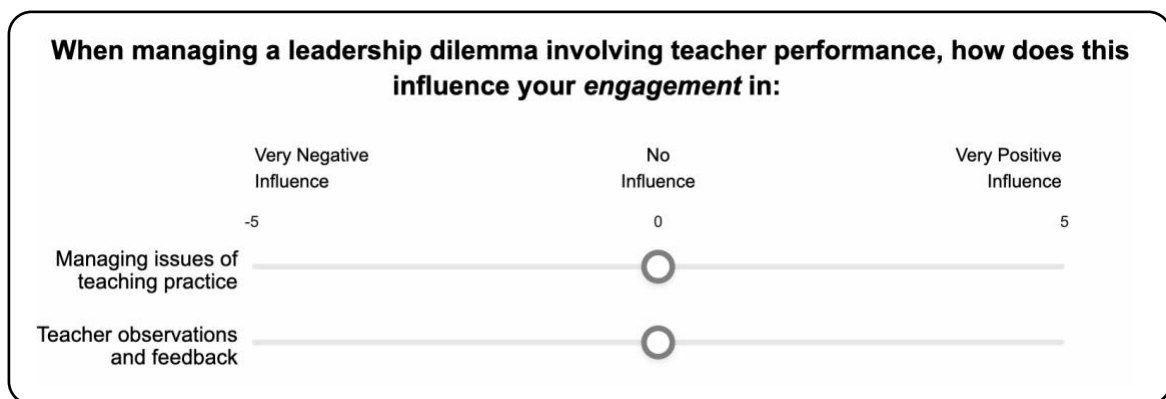 When managing a leadership dilemma involving teacher performance, how does this
influence your engagement in:
Very Negative
Influence
No
Influence
Very Positive
Influence
-5
0
5
Managing issues of
teaching practice
Teacher observations
and feedback